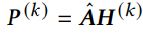 P^{(k)} = ÂH^{(k)}